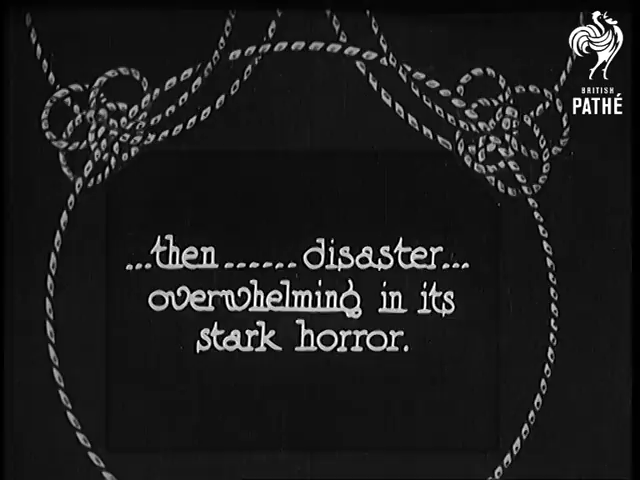 BRITISH
PATHÉ
...then...... disaster...
overwhelming in its
stark horror.